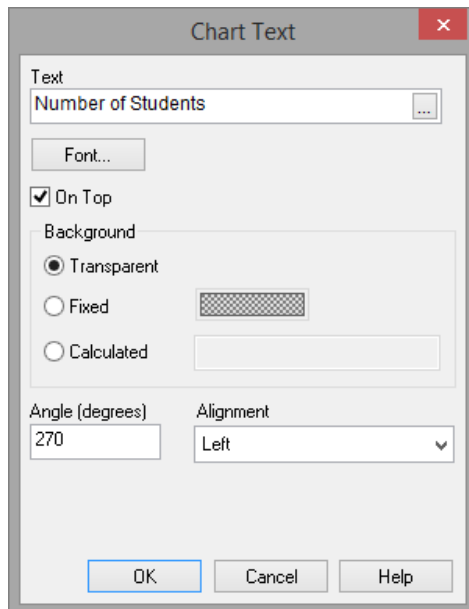 Chart Text
Text
Number of Students
...
Font...
On Top
Background
Transparent
Fixed
Calculated
Angle (degrees) Alignment
270 Left
OK Cancel Help